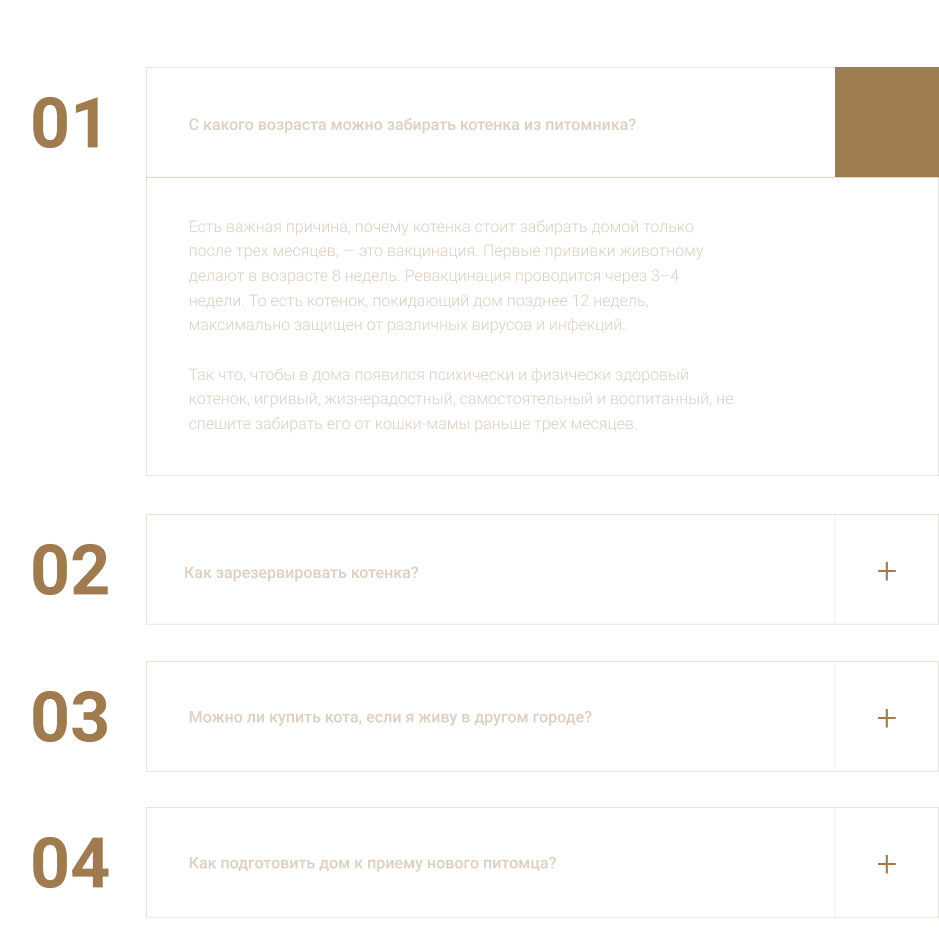 01
С какого возраста можно забирать котенка из питомника?
Есть важная причина, почему котенка стоит забирать домой только
после трех месяцев, — это вакцинация. Первые прививки животному
делают в возрасте 8 недель. Ревакцинация проводится через 3–4
недели. То есть котенок, покидающий дом позднее 12 недель,
максимально защищен от различных вирусов и инфекций.
Так что, чтобы в дома появился психически и физически здоровый
котенок, игривый, жизнерадостный, самостоятельный и воспитанный, не
спешите забирать его от кошки-мамы раньше трех месяцев.
02
Как зарезервировать котенка?
+
03
Можно ли купить кота, если я живу в другом городе?
+
04
Как подготовить дом к приему нового питомца?
+